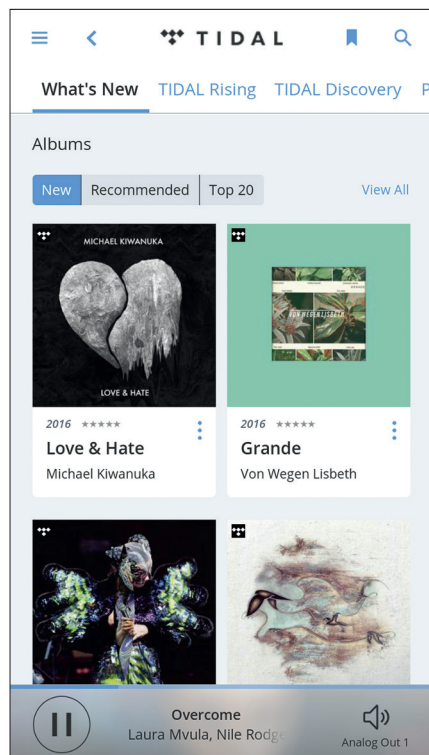 TIDAL
What's New TIDAL Rising TIDAL Discovery P
Albums
New Recommended Top 20 View All
MICHAEL KIWANUKA
LOVE & HATE
VON WEGEN LISBETH
2016 ★★★★★
Love & Hate
Michael Kiwanuka
2016 ★★★★★
Grande
Von Wegen Lisbeth
Overcome
Laura Mvula, Nile Rodge
Analog Out 1